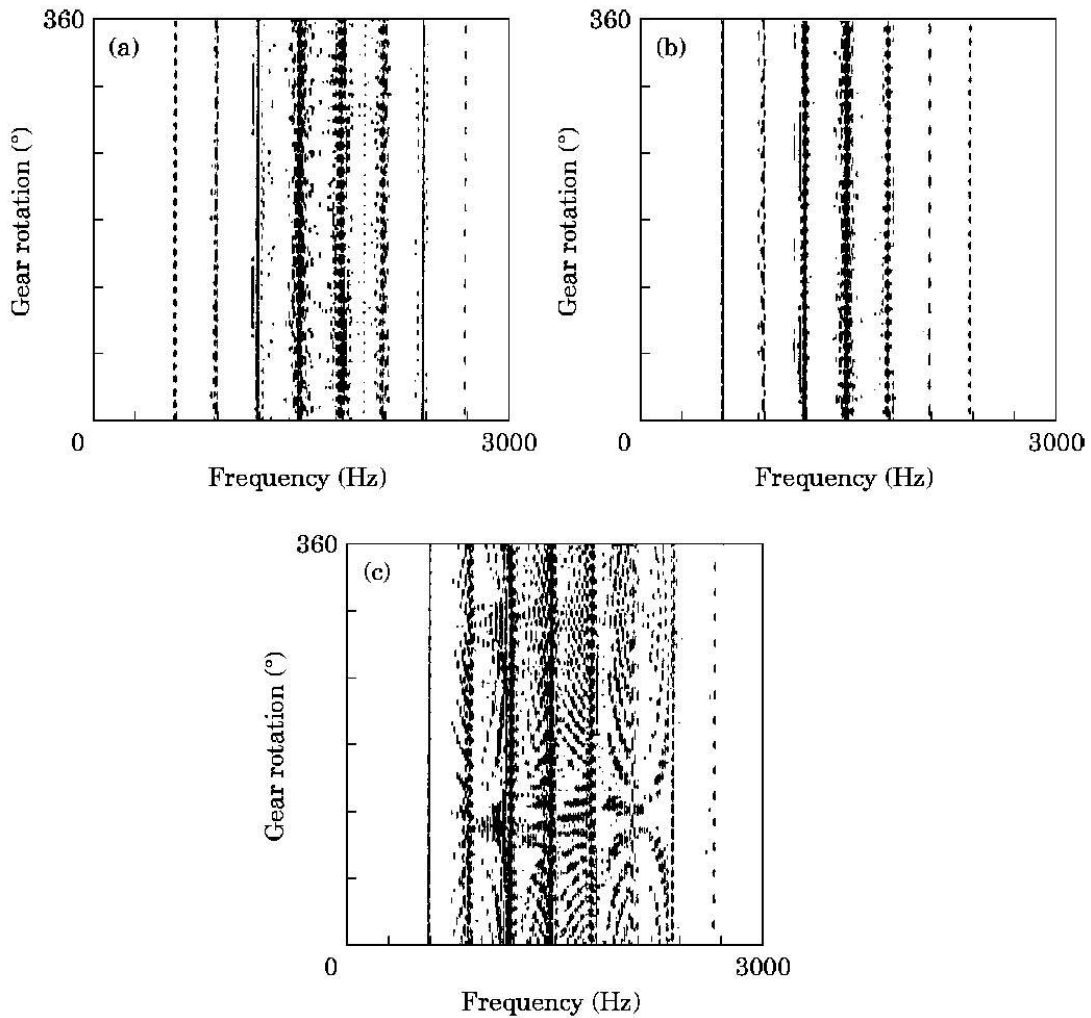 360
(a)
Gear rotation (°)
0
3000
Frequency (Hz)
360
(b)
Gear rotation (°)
0
3000
Frequency (Hz)
360
(c)
Gear rotation (°)
0
3000
Frequency (Hz)